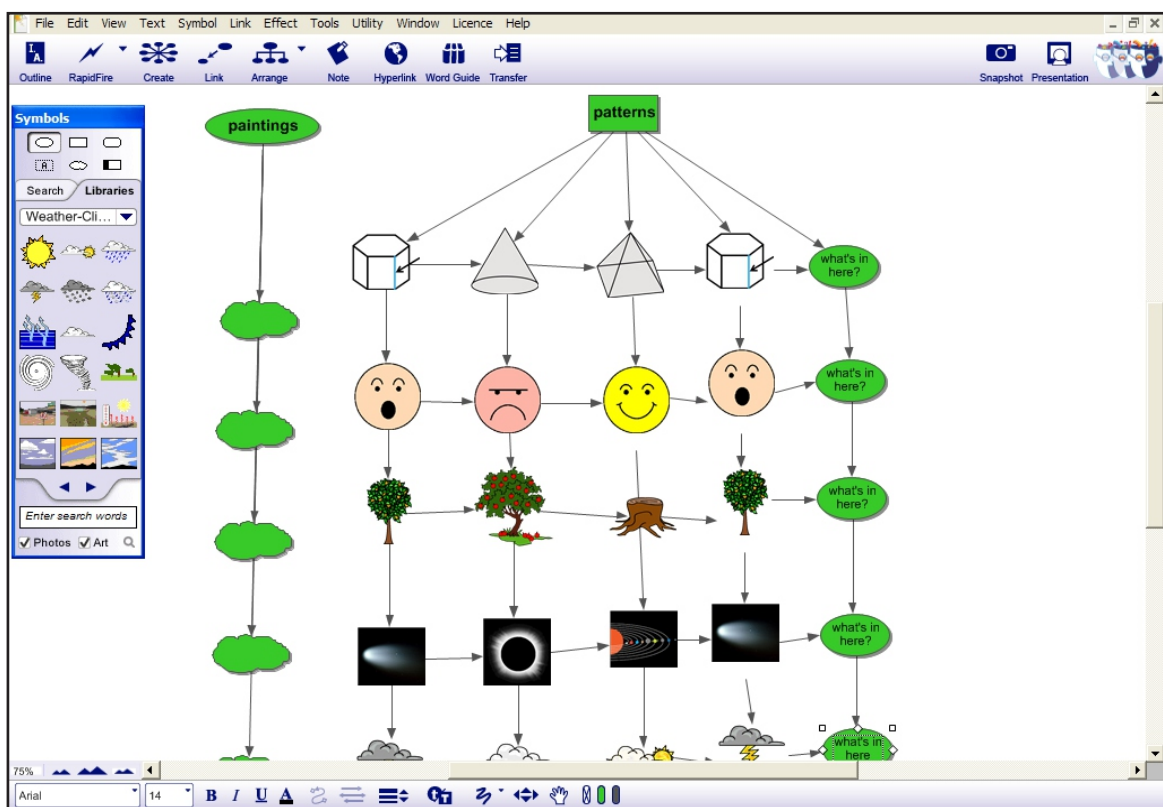 File Edit View Text Symbol Link Effect Tools Utility Window Licence Help
Outline RapidFire Create Link Arrange Note Hyperlink Word Guide Transfer Snapshot Presentation
Symbols
A
Search Libraries
Weather-Cli...
Enter search words
Photos Art
paintings
patterns
what's in
here?
what's in
here?
what's in
here?
what's in
here?
what's in
here
75%
Arial 14 B I U A